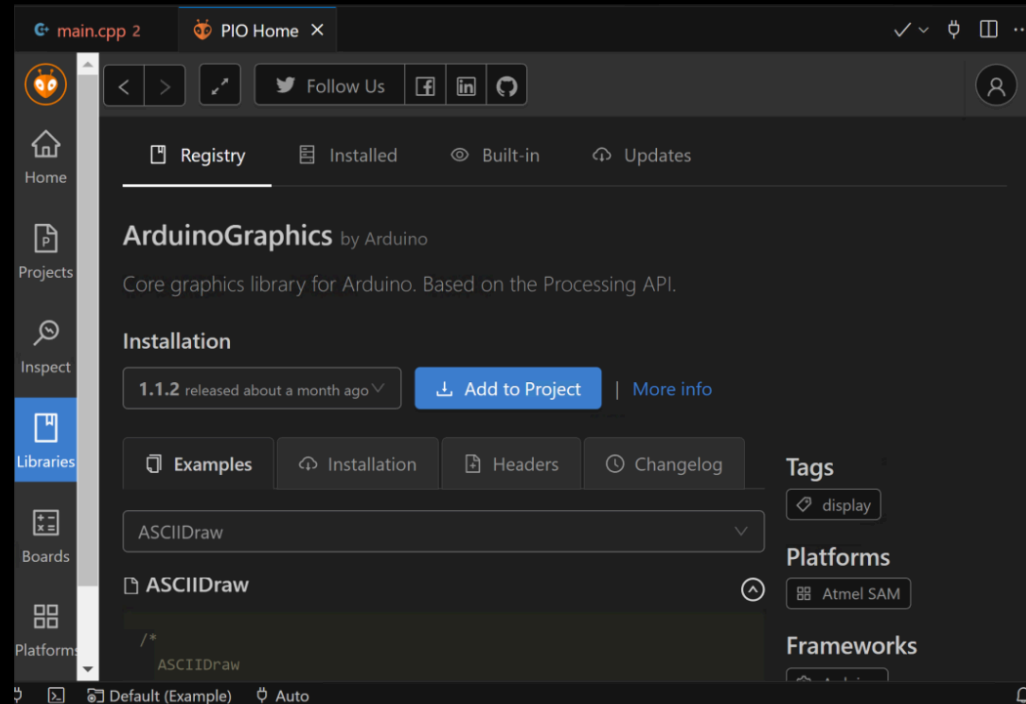 main.cpp 2
PIO Home
Follow Us
Home
Projects
Inspect
Libraries
Boards
Platforms
Registry
Installed
Built-in
Updates
ArduinoGraphics by Arduino
Core graphics library for Arduino. Based on the Processing API.
Installation
1.1.2 released about a month ago
Add to Project | More info
Examples
Installation
Headers
Changelog
ASCIIDraw
ASCIIDraw
/*
ASCIIDraw
Tags
display
Platforms
Atmel SAM
Frameworks
Default (Example)
Auto